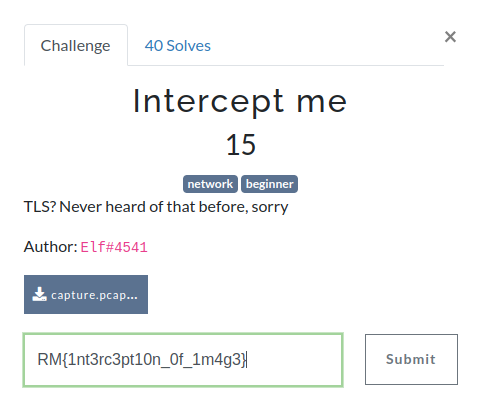 Challenge
40 Solves
×
Intercept me
15
network beginner
TLS? Never heard of that before, sorry
Author: Elf#4541
capture.pcap...
RM{1nt3rc3pt10n_0f_1m4g3}
Submit